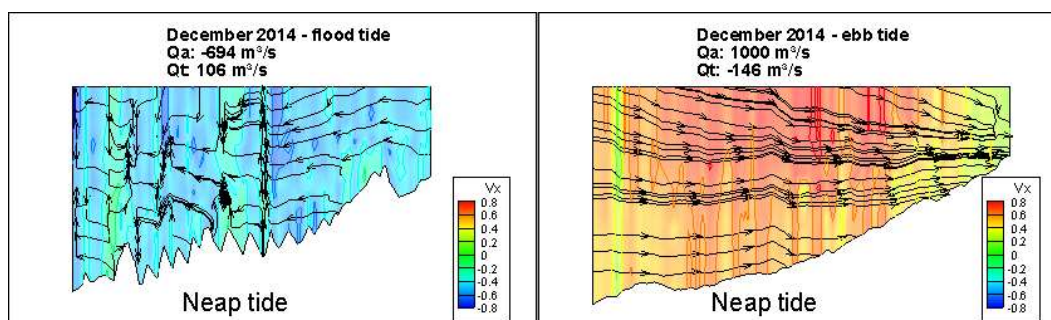 December 2014 - flood tide
Qa: -694 m³/s
Qt: 106 m³/s
Vx
0.8
0.6
0.4
0.2
0
-0.2
-0.4
-0.6
-0.8
Neap tide
December 2014 - ebb tide
Qa: 1000 m³/s
Qt: -146 m³/s
Vx
0.8
0.6
0.4
0.2
0
-0.2
-0.4
-0.6
-0.8
Neap tide